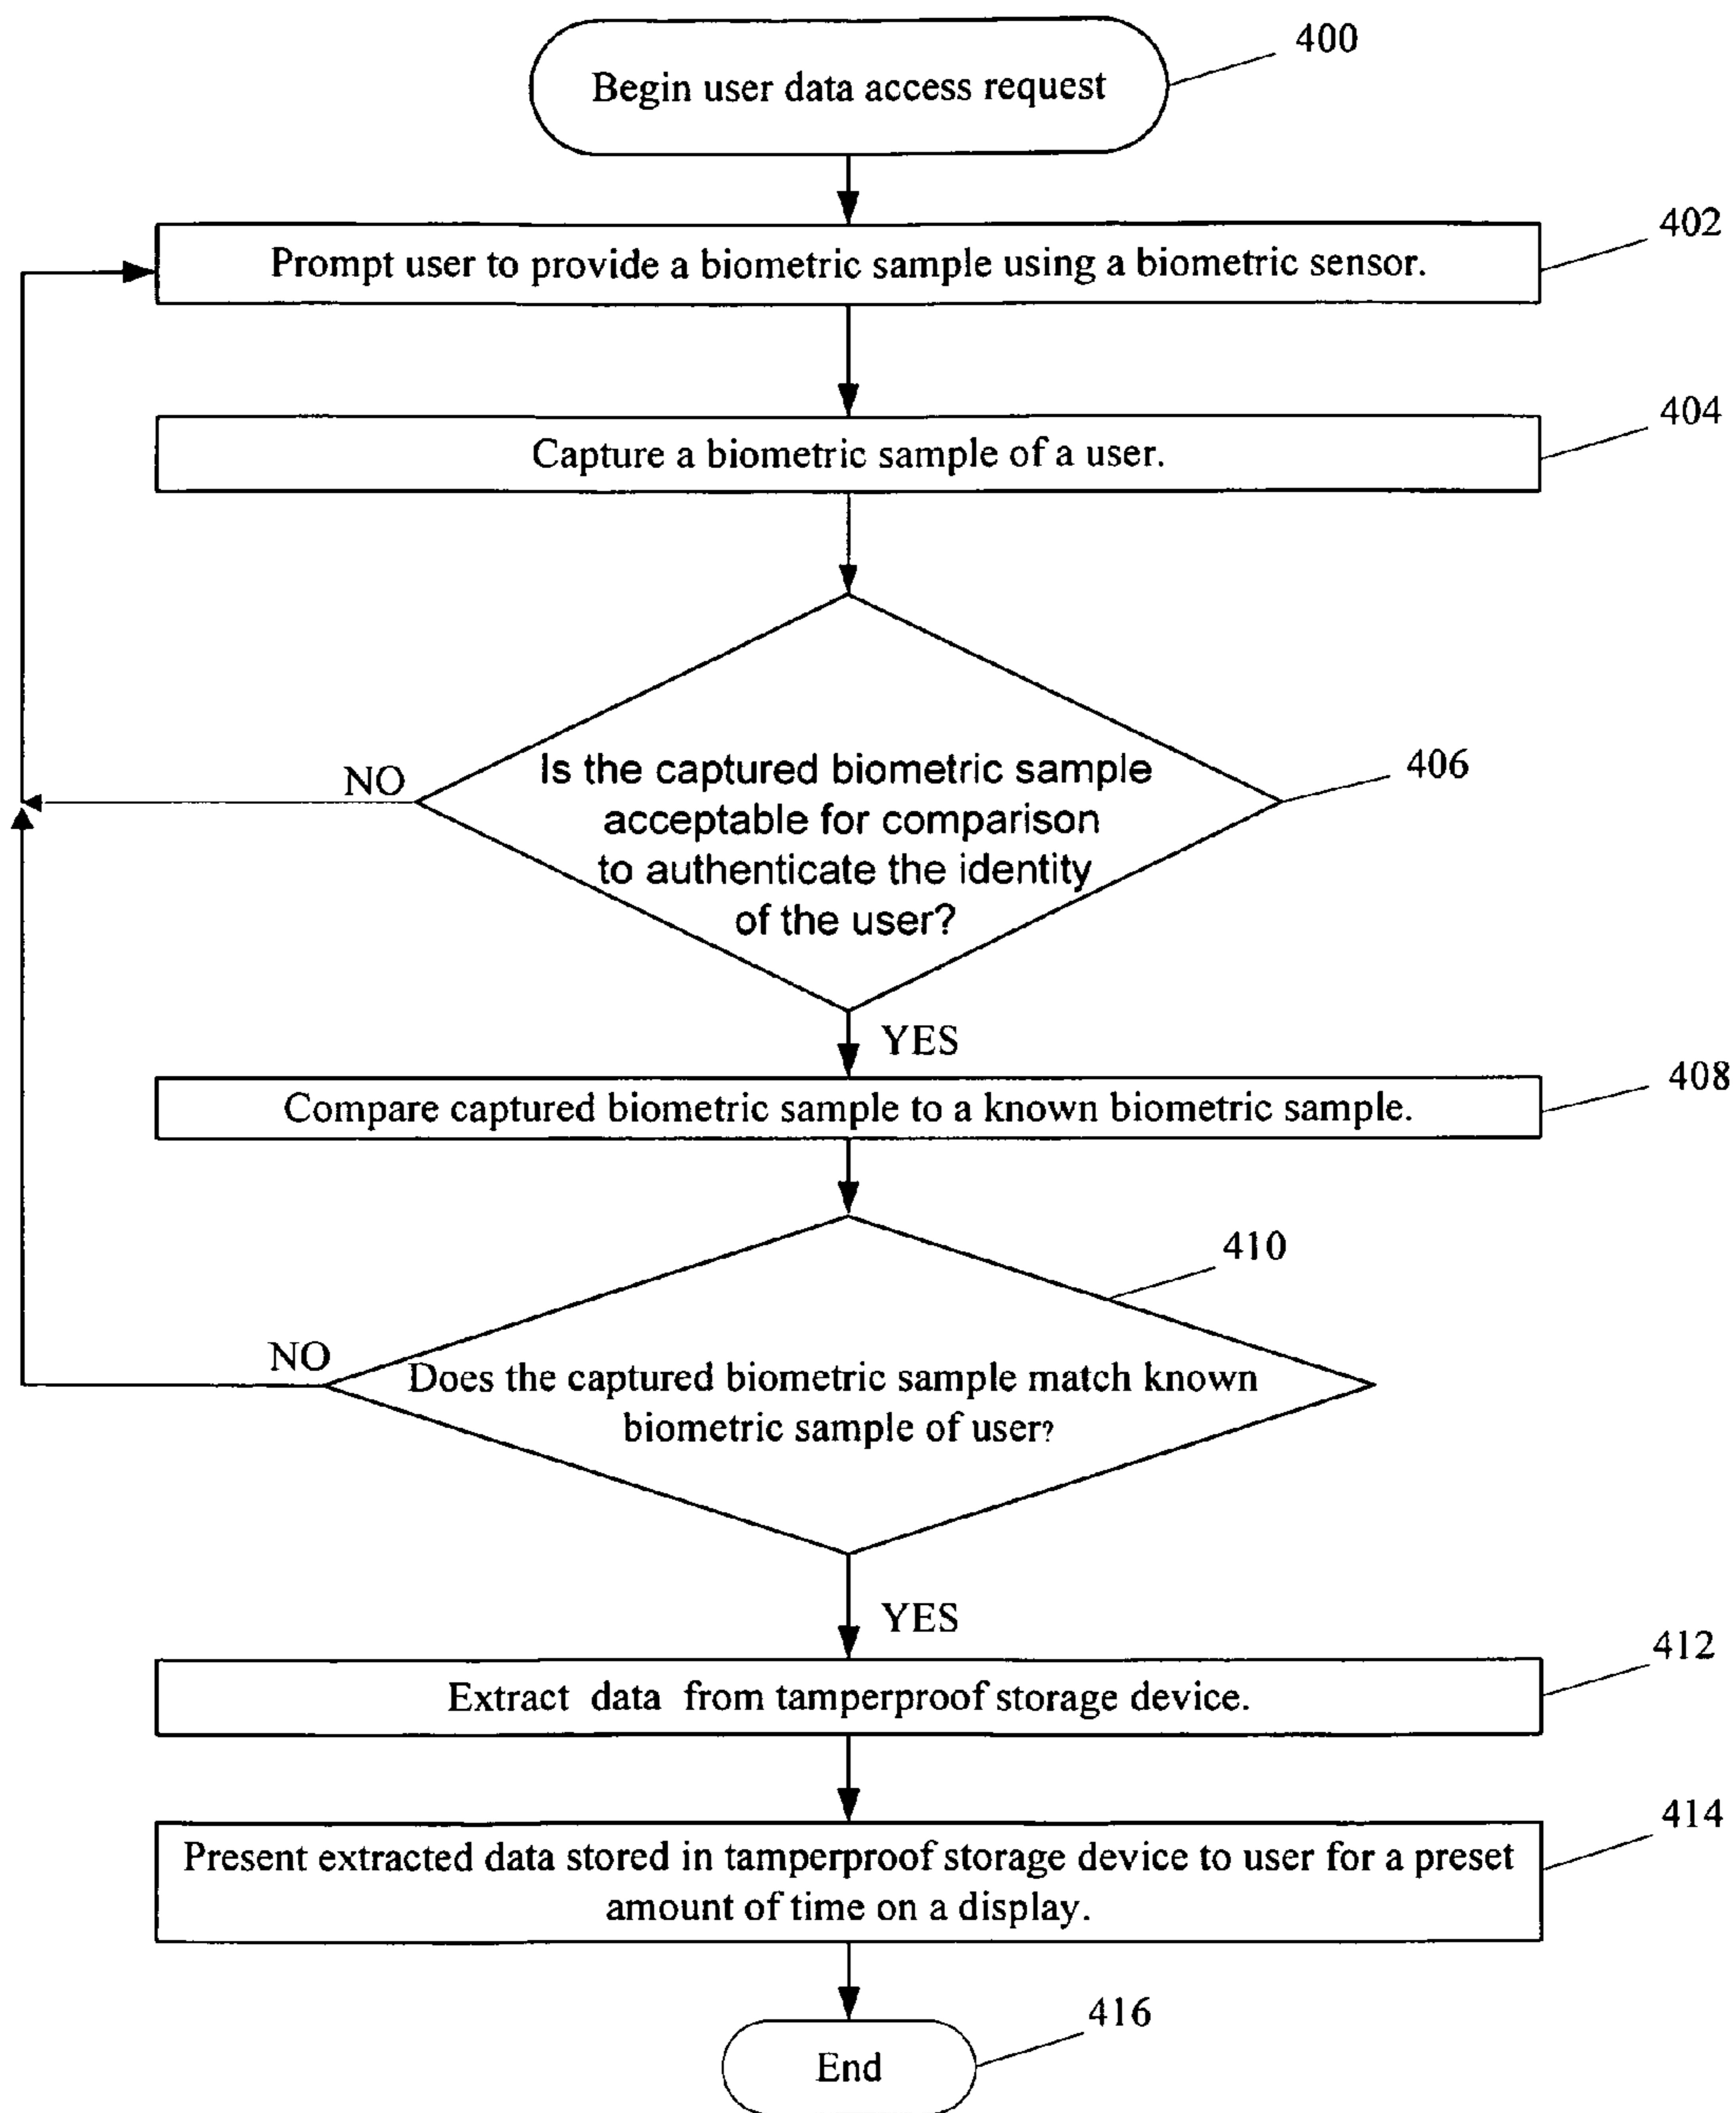 Begin user data access request
400
Prompt user to provide a biometric sample using a biometric sensor.
402
Capture a biometric sample of a user.
404
Is the captured biometric sample
acceptable for comparison
to authenticate the identity
of the user?
406
NO
YES
Compare captured biometric sample to a known biometric sample.
408
410
Does the captured biometric sample match known
biometric sample of user?
NO
YES
Extract data from tamperproof storage device.
412
Present extracted data stored in tamperproof storage device to user for a preset
amount of time on a display.
414
End
416